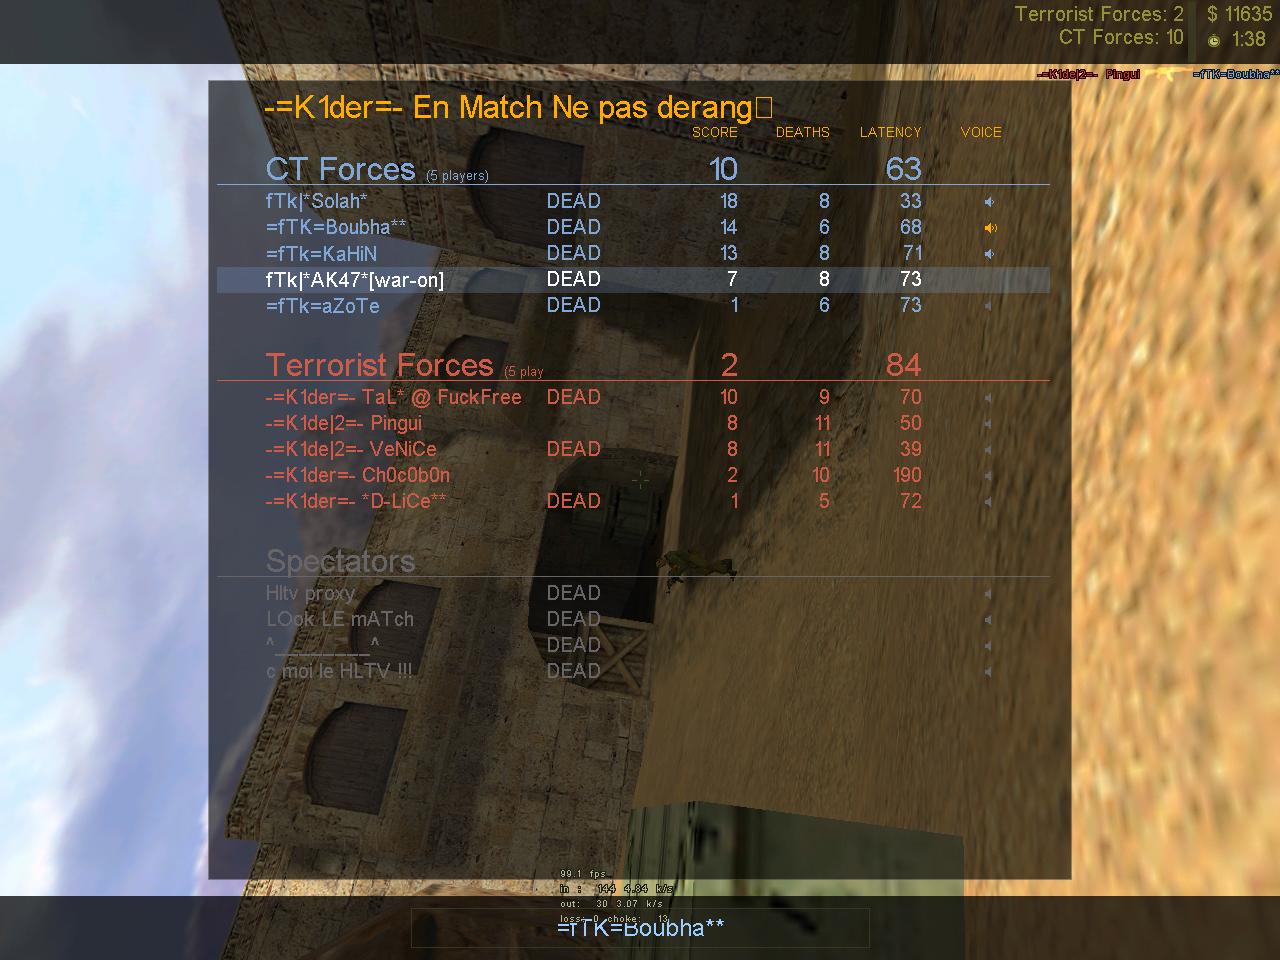 Terrorist Forces: 2 $ 11635
CT Forces: 10 1:38
-=K1de|2=- Pingui =fTK=Boubha**
-=K1der=- En Match Ne pas derang
SCORE DEATHS LATENCY VOICE
CT Forces (5 players) 10 63
fTk|*Solah* DEAD 18 8 33
=fTK=Boubha** DEAD 14 6 68
=fTk=KaHiN DEAD 13 8 71
fTk|*AK47*[war-on] DEAD 7 8 73
=fTk=aZoTe DEAD 1 6 73
Terrorist Forces (5 play 2 84
-=K1der=- TaL* @ FuckFree DEAD 10 9 70
-=K1de|2=- Pingui 8 11 50
-=K1de|2=- VeNiCe DEAD 8 11 39
-=K1der=- Ch0c0b0n 2 10 190
-=K1der=- *D-LiCe** DEAD 1 5 72
Spectators
Hltv proxy DEAD
LOok LE mATch DEAD
^_________^ DEAD
c moi le HLTV !!! DEAD
99.1 fps
in : 144 4.84 k/s
out: 30 3.07 k/s
loss: 0 choke: 13
=fTK=Boubha**